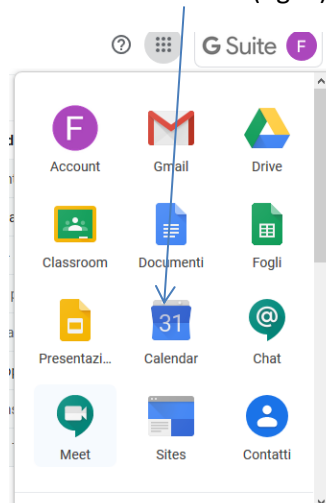 G Suite F
F
Account Gmail Drive
Classroom Documenti Fogli
31
Presentazi... Calendar Chat
Meet Sites Contatti